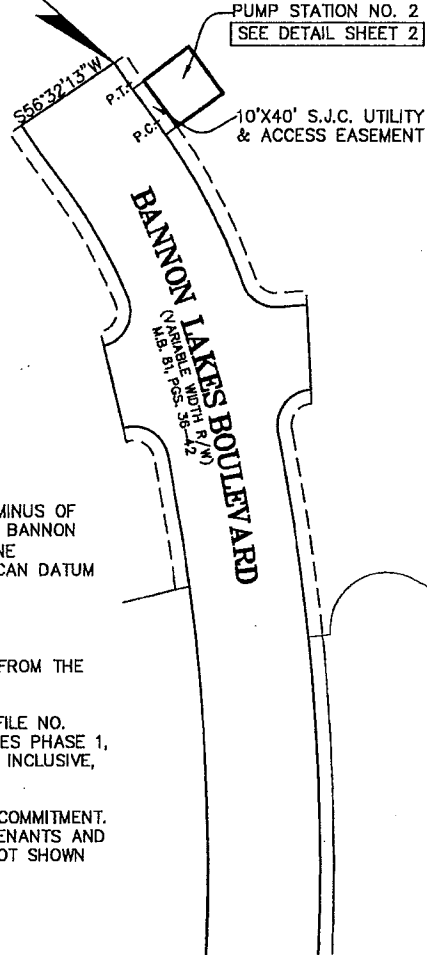 PUMP STATION NO. 2
SEE DETAIL SHEET 2
S56°32'13"W
P.T.
P.C.
10'X40' S.J.C. UTILITY
& ACCESS EASEMENT
BANNON LAKES BOULEVARD
(VARIABLE WIDTH R/W)
M.B. 81, PGS. 36-42
MINUS OF
BANNON
NE
CAN DATUM
FROM THE
FILE NO.
ES PHASE 1,
INCLUSIVE,
COMMITMENT.
ENANTS AND
OT SHOWN